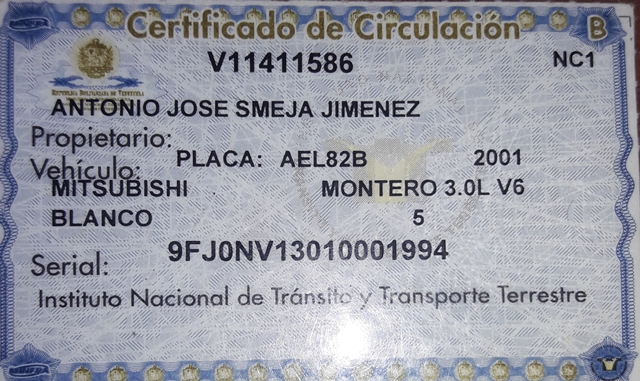 Certificado de Circulación
B
V11411586
NC1
REPUBLICA BOLIVARIANA DE VENEZUELA
ANTONIO JOSE SMEJA JIMENEZ
Propietario:
Vehículo: PLACA: AEL82B 2001
MITSUBISHI MONTERO 3.0L V6
BLANCO 5
9FJ0NV13010001994
Serial:
Instituto Nacional de Tránsito y Transporte Terrestre